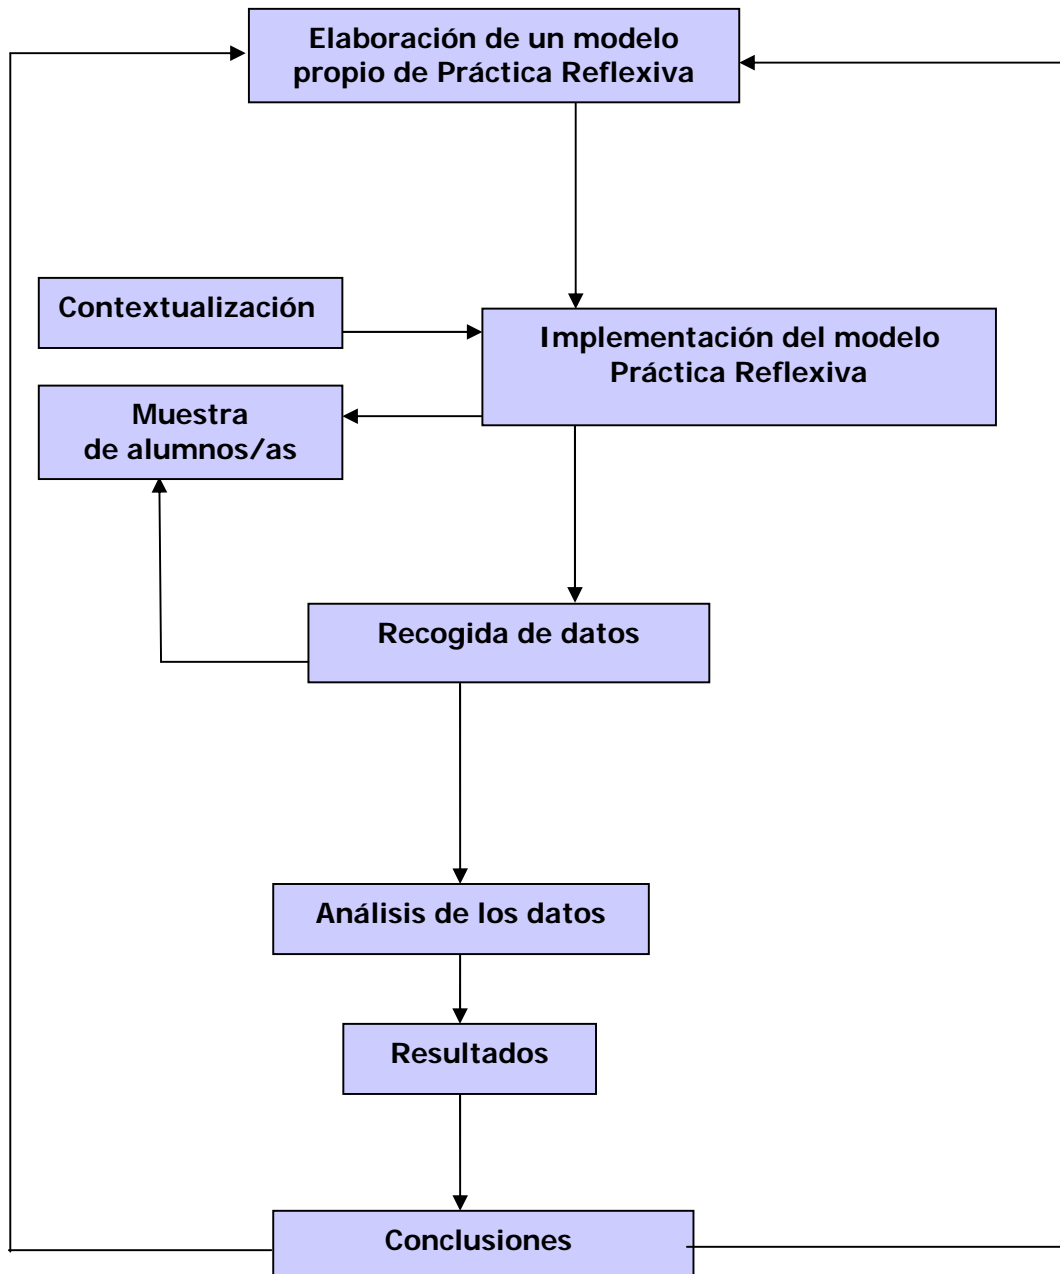 Elaboración de un modelo
propio de Práctica Reflexiva
Contextualización
Implementación del modelo
Práctica Reflexiva
Muestra
de alumnos/as
Recogida de datos
Análisis de los datos
Resultados
Conclusiones